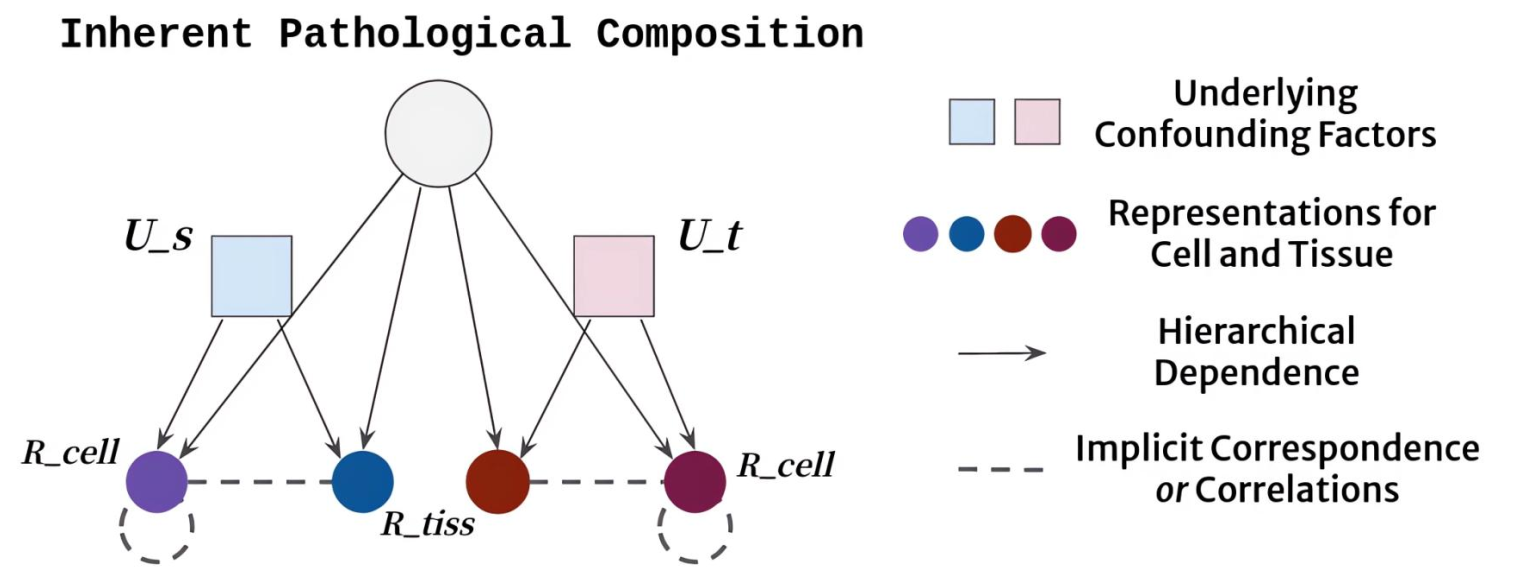 Inherent Pathological Composition
U_s
U_t
R_cell
R_tiss
R_cell
Underlying
Confounding Factors
Representations for
Cell and Tissue
Hierarchical
Dependence
Implicit Correspondence
or Correlations